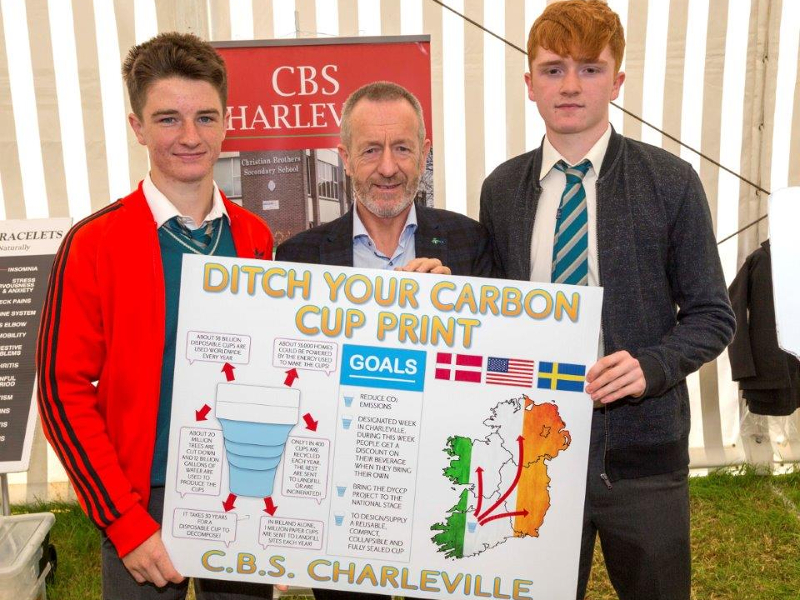 CBS
CHARLEV
Christian Brothers
Secondary School
RACELETS
Naturally
INSOMNIA
STRESS
& ANXIETY
PAINS
ELBOW
DITCH YOUR CARBON
CUP PRINT
ABOUT 58 BILLION
DISPOSABLE CUPS ARE
USED WORLDWIDE
EVERY YEAR
ABOUT 33,000 HOMES
COULD BE POWERED
BY THE ENERGY USED
TO MAKE THE CUPS!
ABOUT 20
MILLION
TREES ARE
CUT DOWN
AND 12 BILLION
GALLONS OF
WATER ARE
USED TO
PRODUCE THE
CUPS
ONLY 1 IN 400
CUPS ARE
RECYCLED
EACH YEAR.
THE REST
ARE SENT
TO LANDFILL
OR ARE
INCINERATED!
IT TAKES 50 YEARS
FOR A
DISPOSABLE CUP TO
DECOMPOSE!
IN IRELAND ALONE,
1 MILLION PAPER CUPS
ARE SENT TO LANDFILL
SITES EACH YEAR!
GOALS
REDUCE CO2
EMISSIONS
DESIGNATED WEEK
IN CHARLEVILLE.
DURING THIS WEEK
PEOPLE GET A
DISCOUNT ON
THEIR BEVERAGE
WHEN THEY BRING
THEIR OWN
BRING THE DYCCP
PROJECT TO THE
NATIONAL STAGE
TO DESIGN/SUPPLY
A REUSABLE,
COMPACT,
COLLAPSIBLE AND
FULLY SEALED CUP
C.B.S. CHARLEVILLE